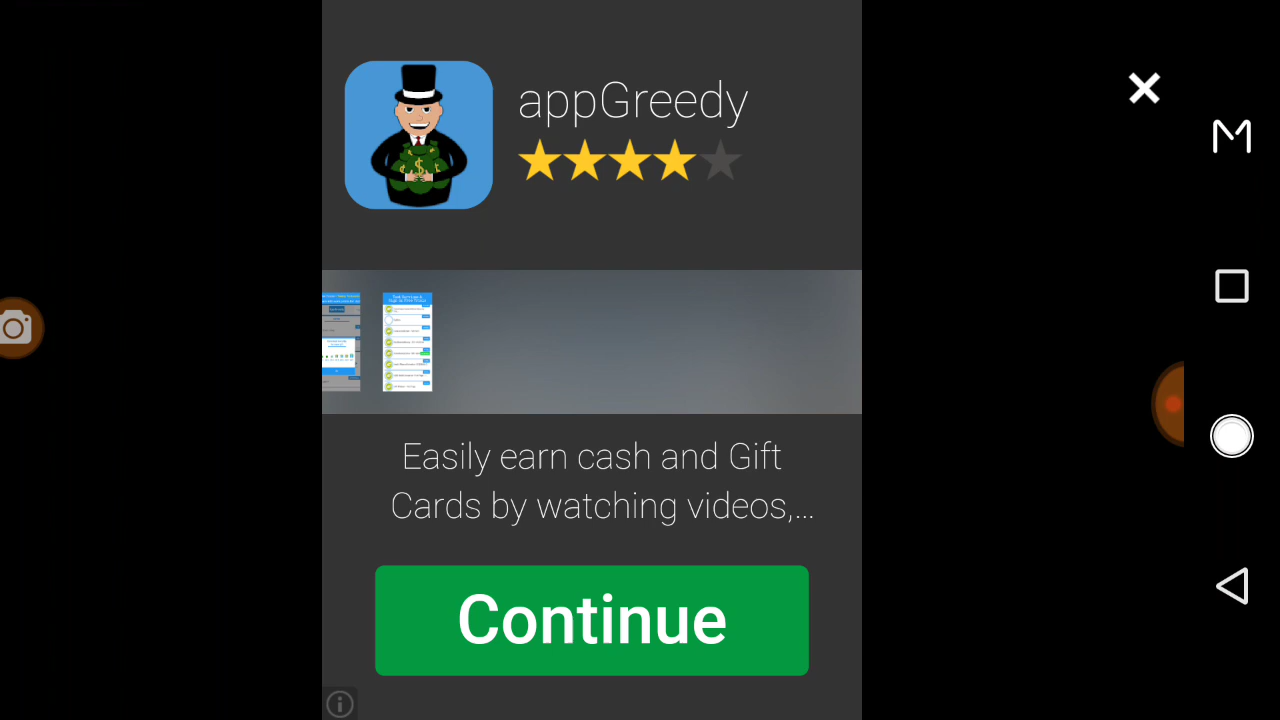 appGreedy
Easily earn cash and Gift
Cards by watching videos,...
Continue